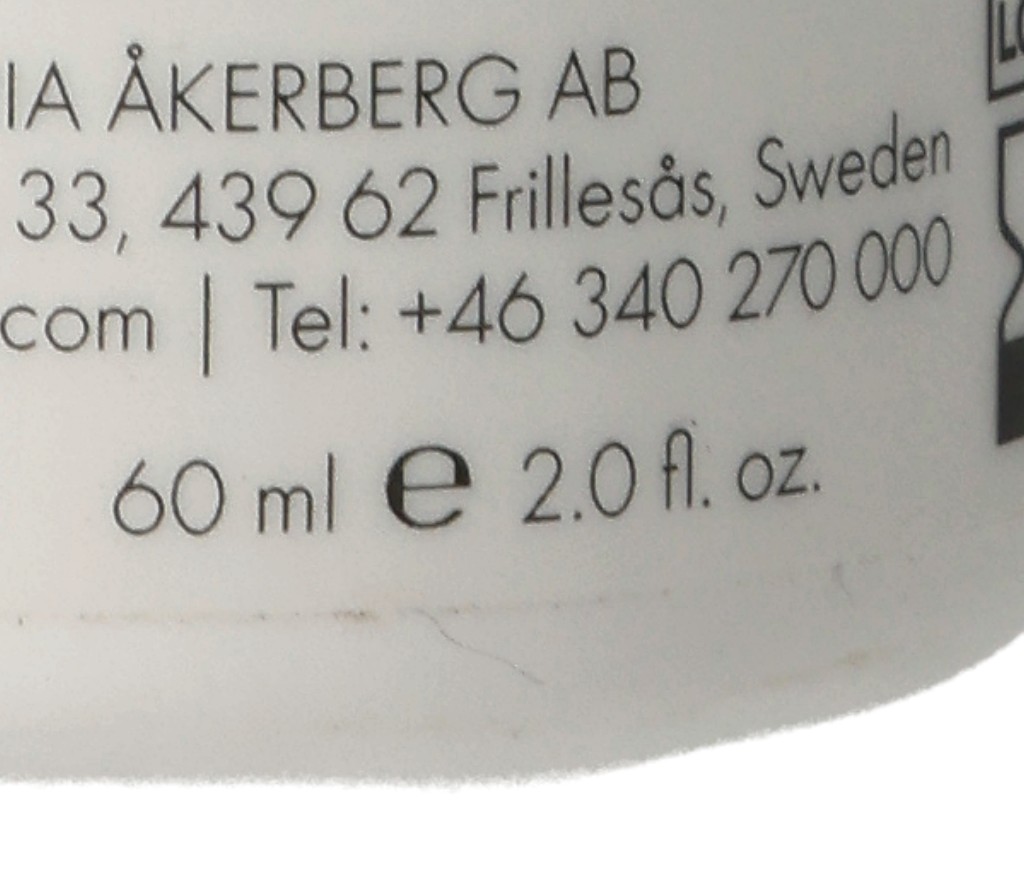 IA ÅKERBERG AB
33, 439 62 Frillesås, Sweden
com | Tel: +46 340 270 000
60 ml e 2.0 fl. oz.